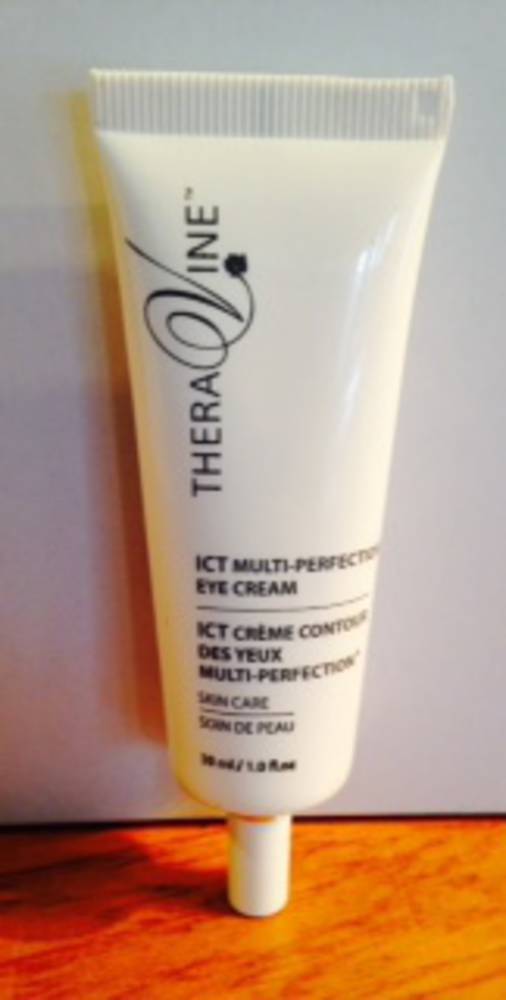 THERAVINE™
ICT MULTI-PERFECTION
EYE CREAM
ICT CRÈME CONTOUR
DES YEUX
MULTI-PERFECTION*
SKIN CARE
SOIN DE PEAU
30 ml / 1.0 fl.oz